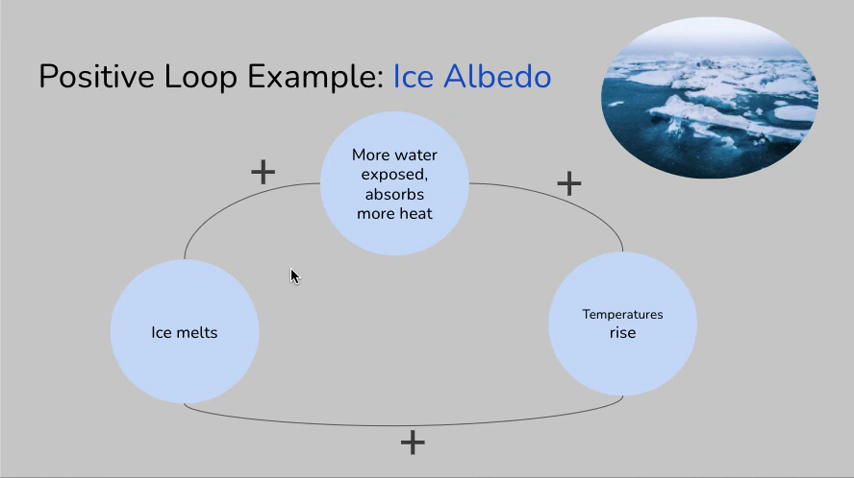 Positive Loop Example: Ice Albedo
+
More water
exposed,
absorbs
more heat
+
Ice melts
Temperatures
rise
+